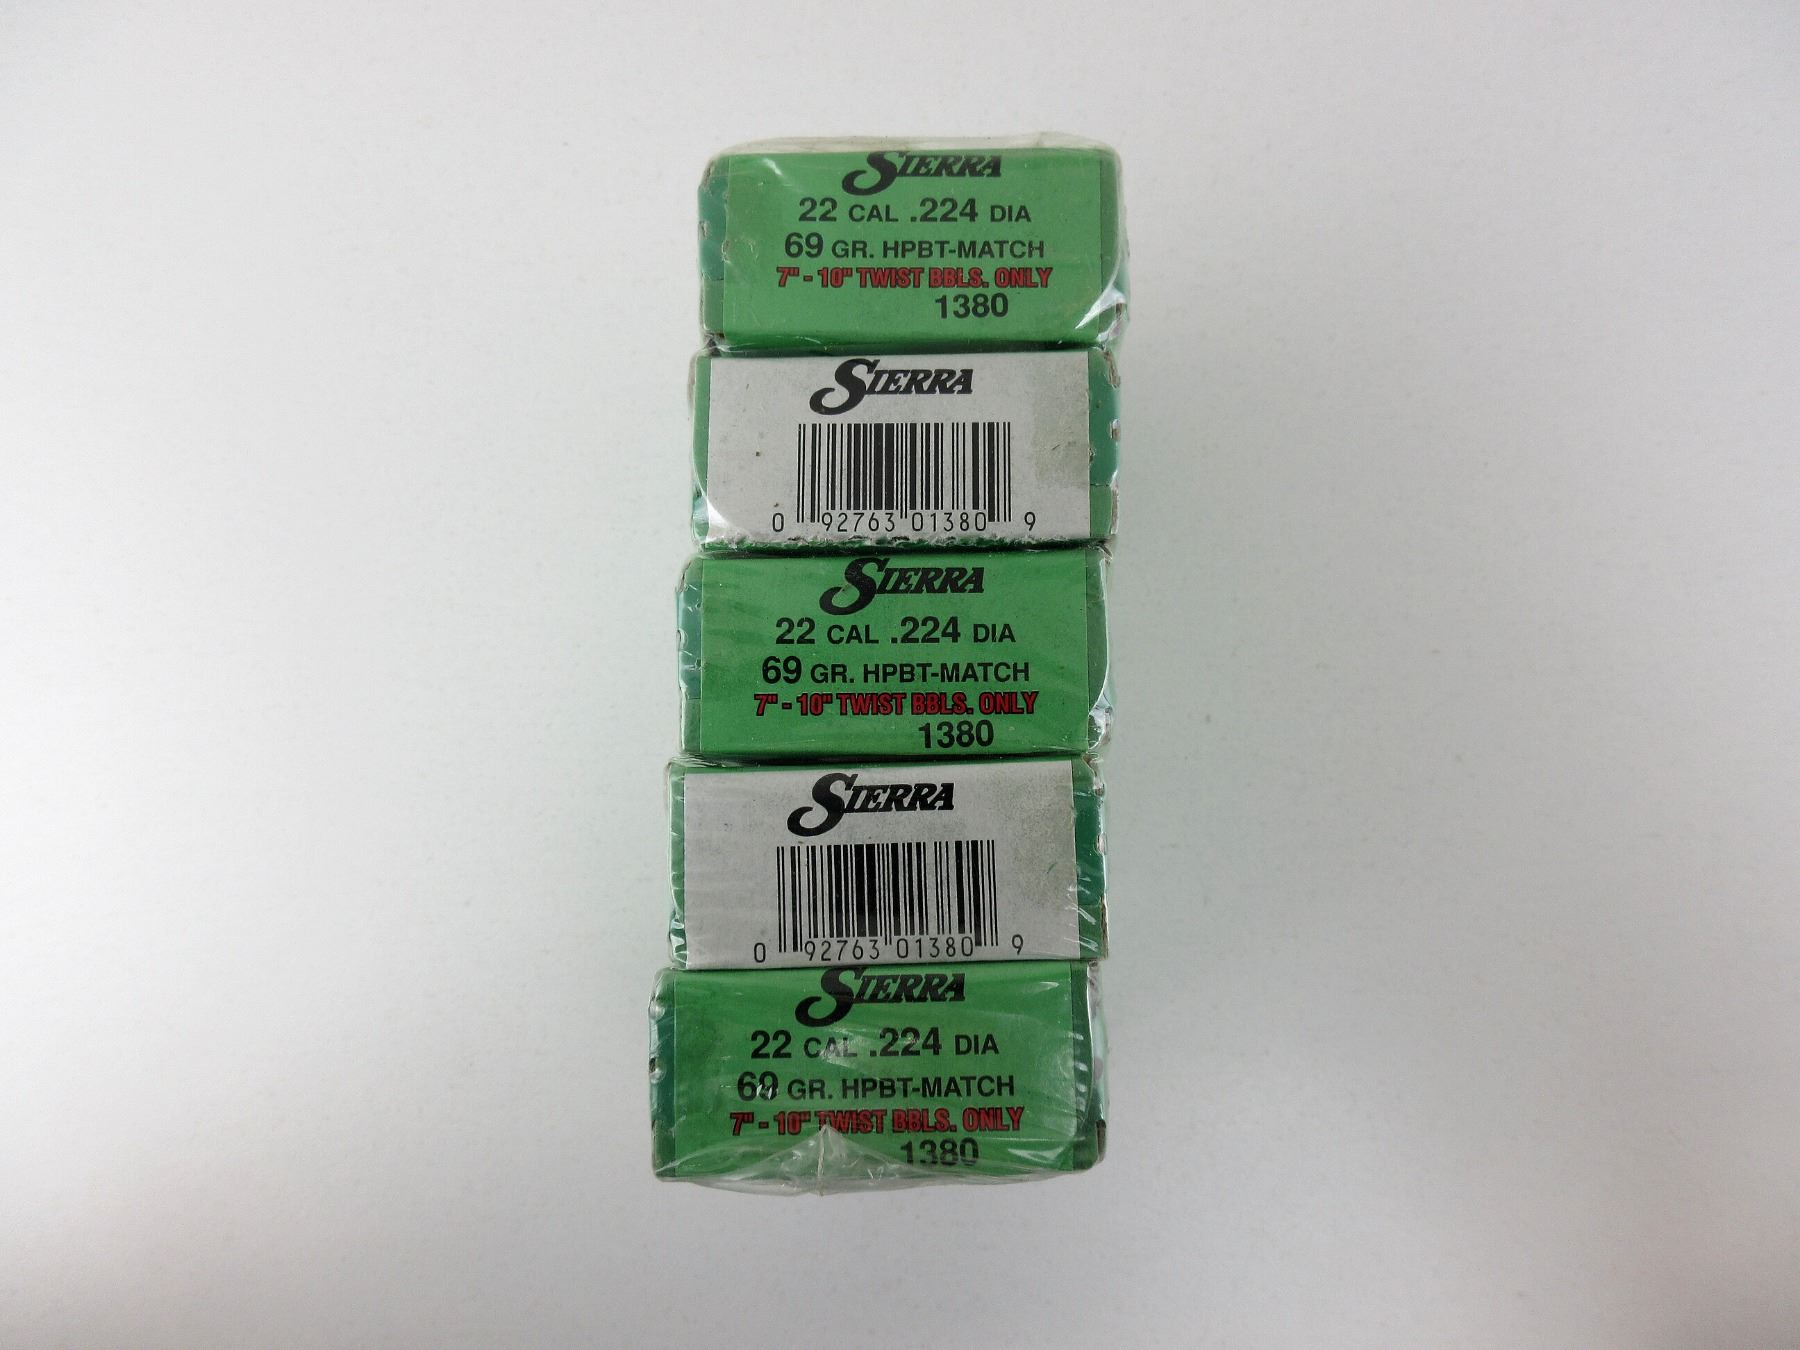 SIERRA
22 CAL .224 DIA
69 GR. HPBT-MATCH
7" - 10" TWIST BBLS. ONLY
1380
SIERRA
0 92763 01380 9
SIERRA
22 CAL .224 DIA
69 GR. HPBT-MATCH
7" - 10" TWIST BBLS. ONLY
1380
SIERRA
0 92763 01380 9
SIERRA
22 CAL .224 DIA
69 GR. HPBT-MATCH
7" - 10" TWIST BBLS. ONLY
1380